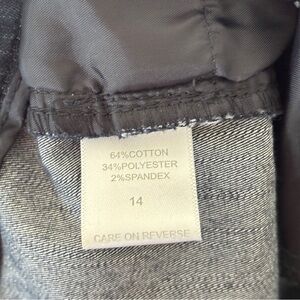 64%COTTON
34%POLYESTER
2%SPANDEX
14
CARE ON REVERSE